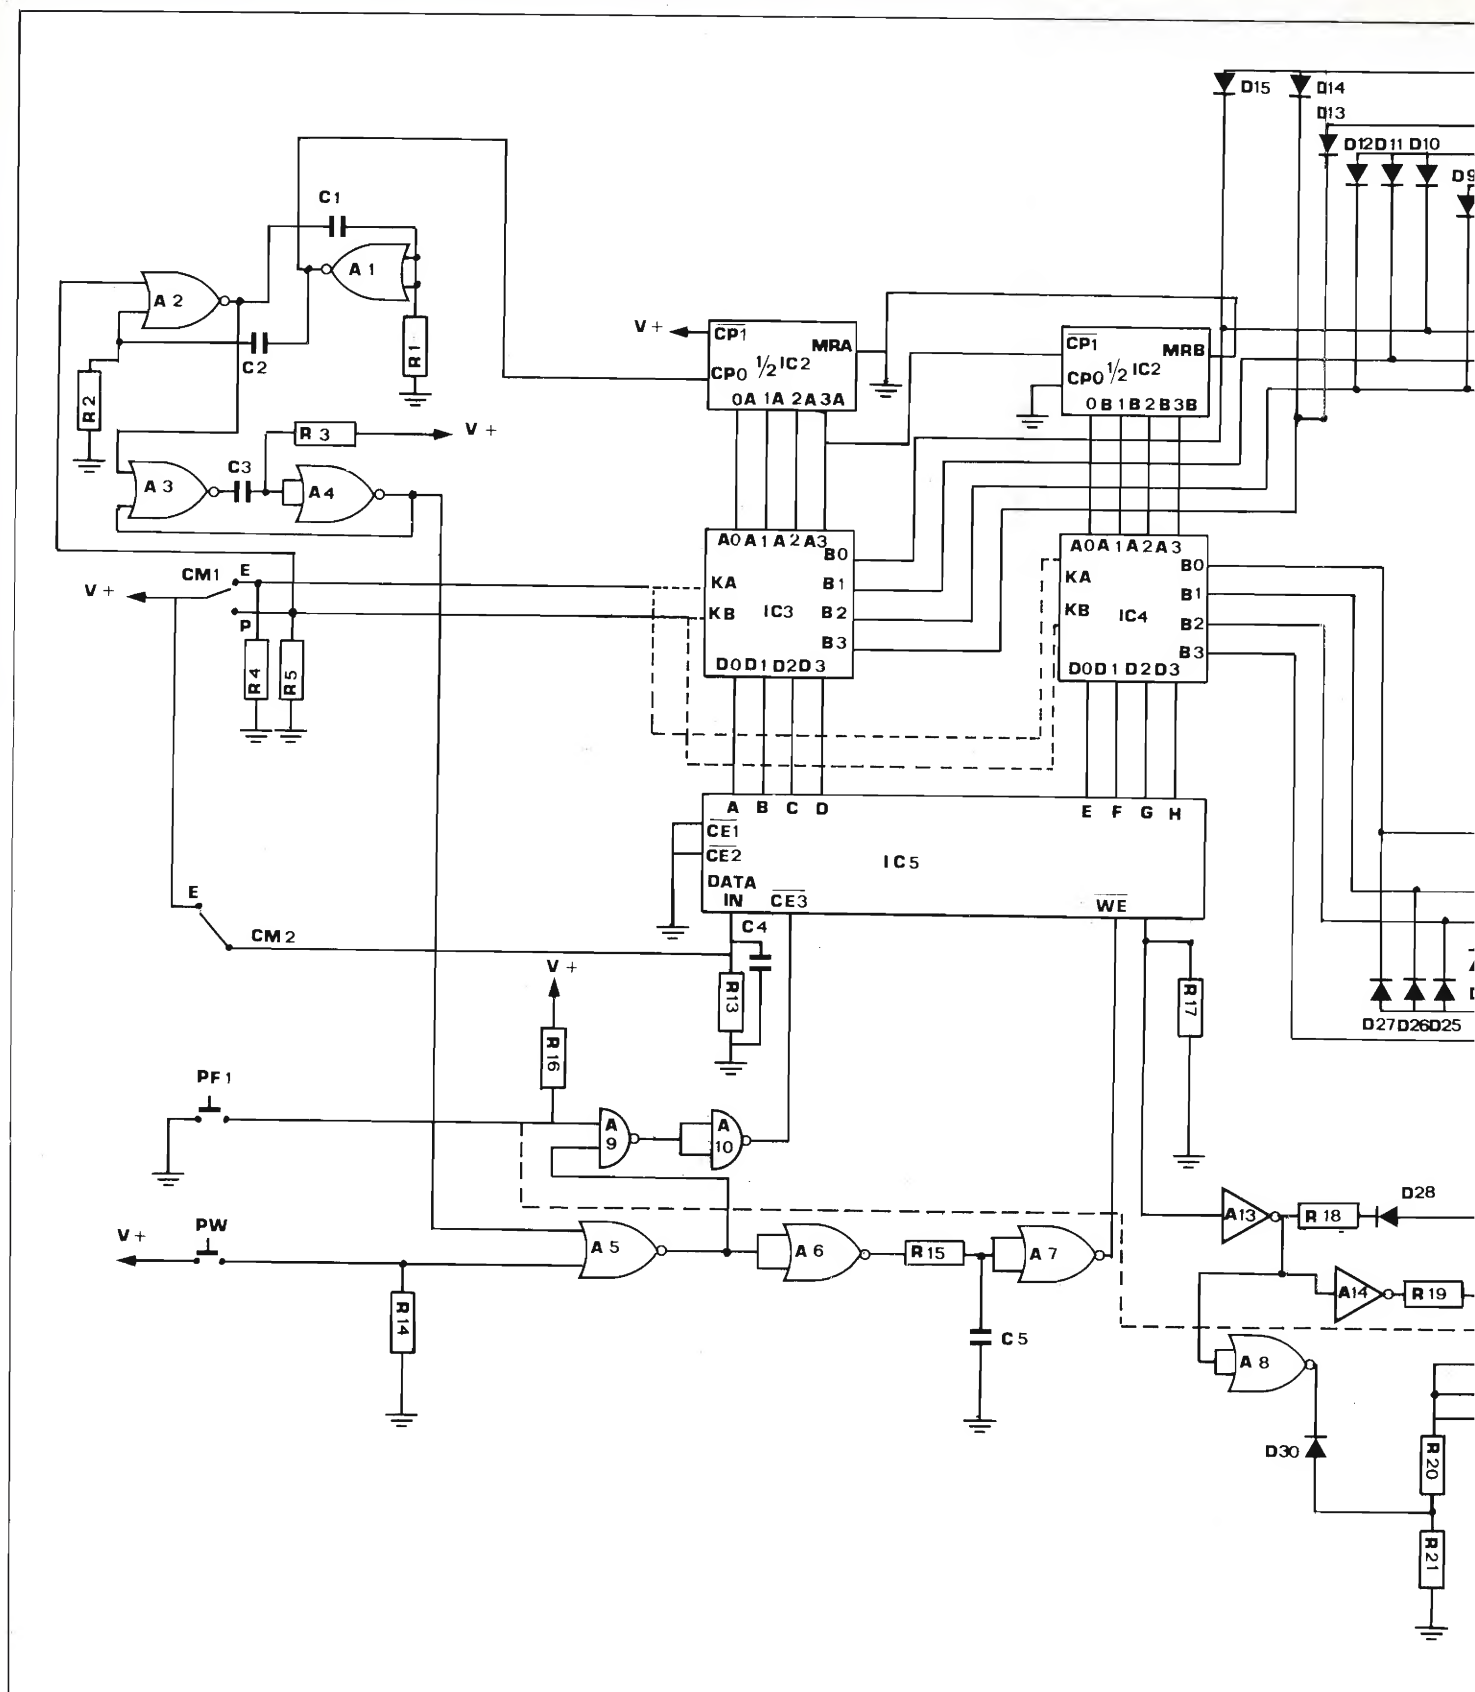 D15
D14
D13
D12 D11 D10
C1
A 1
A 2
C2
R 1
R 2
V +
CP1
MRA
CP0 1/2 IC2
0A 1A 2A 3A
CP1
MRB
CP0 1/2 IC2
0B 1B 2B 3B
R 3
V +
C3
A 3
A 4
A0 A1 A2 A3
B0
KA
B1
KB
IC3
B2
B3
D0 D1 D2 D3
A0 A1 A2 A3
B0
KA
B1
KB
IC4
B2
B3
D0 D1 D2 D3
CM1
E
V +
P
R 4
R 5
A B C D
E F G H
CE1
CE2
IC5
DATA
IN
CE3
WE
E
CM2
C4
V +
R13
R 17
D27 D26 D25
R 16
PF1
A
9
A
10
PW
V +
A 5
A 6
R 15
A 7
D28
A13
R 18
A14
R 19
R 14
C 5
A 8
D30
R 20
R 21